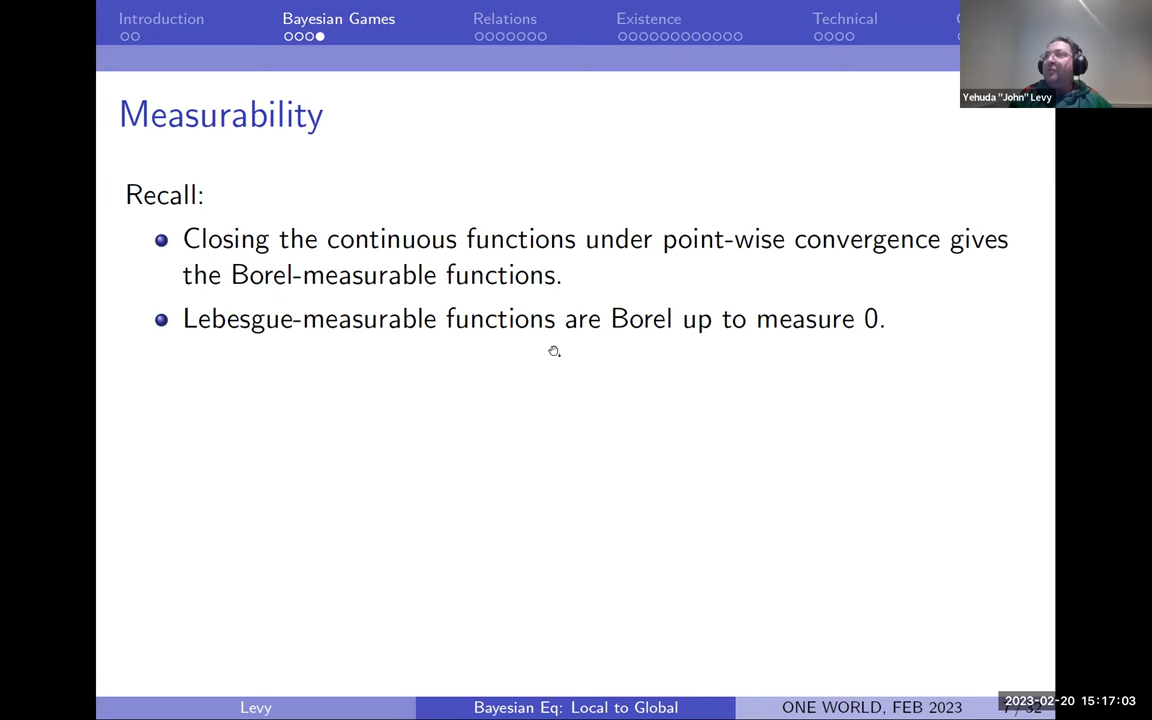 Introduction Bayesian Games Relations Existence Technical
Yehuda "John" Levy
Measurability
Recall:
Closing the continuous functions under point-wise convergence gives
the Borel-measurable functions.
Lebesgue-measurable functions are Borel up to measure 0.
Levy Bayesian Eq: Local to Global ONE WORLD, FEB 2023
2023-02-20 15:17:03